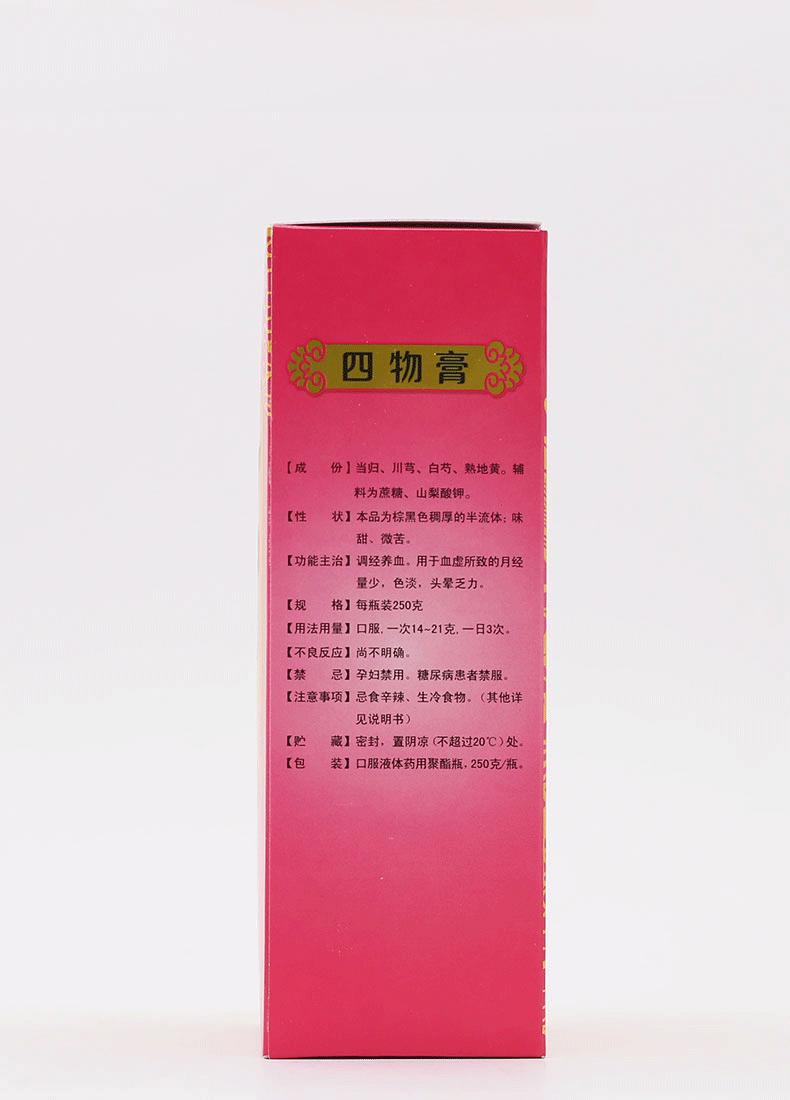 四物膏
【成　份】当归、川芎、白芍、熟地黄。辅
料为蔗糖、山梨酸钾。
【性　状】本品为棕黑色稠厚的半流体；味
甜、微苦。
【功能主治】调经养血。用于血虚所致的月经
量少，色淡，头晕乏力。
【规　格】每瓶装250克
【用法用量】口服，一次14~21克，一日3次。
【不良反应】尚不明确。
【禁　忌】孕妇禁用。糖尿病患者禁服。
【注意事项】忌食辛辣、生冷食物。（其他详
见说明书）
【贮　藏】密封，置阴凉（不超过20℃）处。
【包　装】口服液体药用聚酯瓶，250克/瓶。